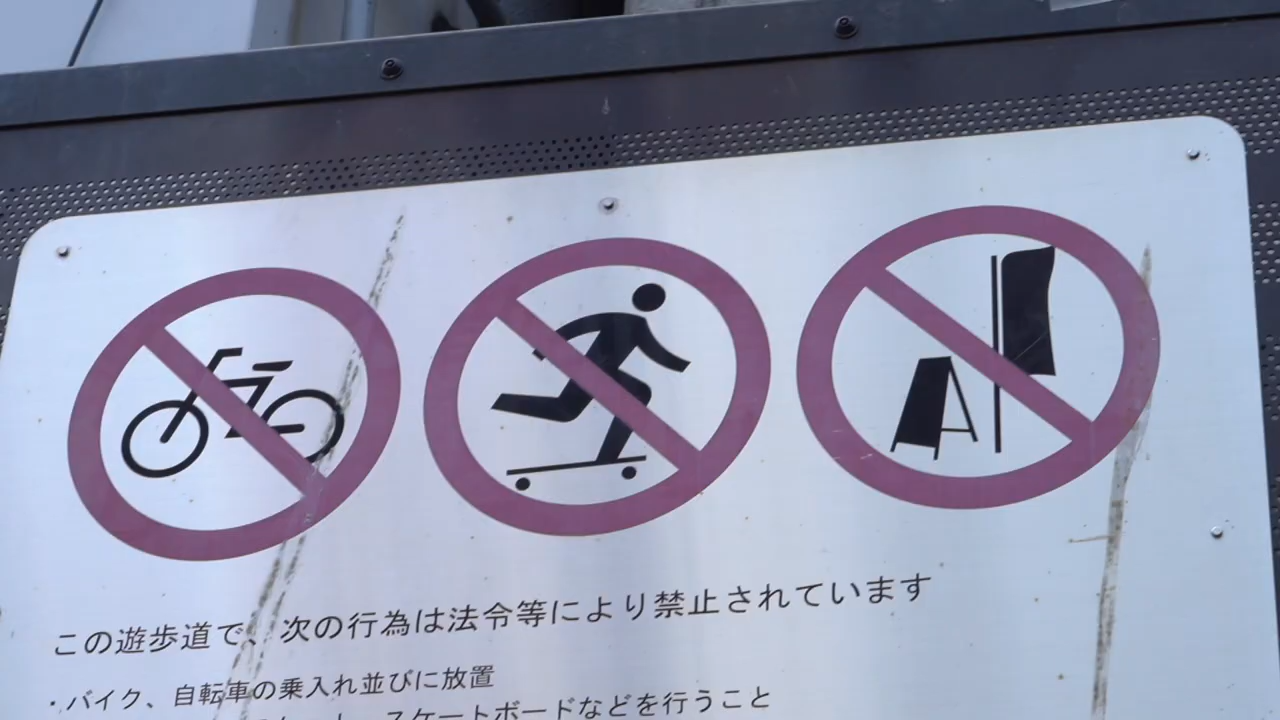 この遊歩道で、次の行為は法令等により禁止されています
・バイク、自転車の乗入れ並びに放置
スケートボードなどを行うこと